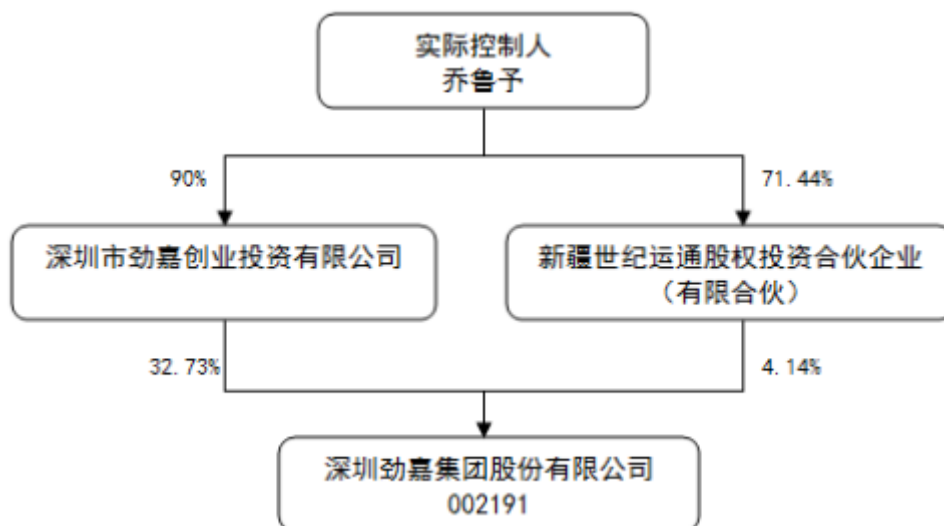 实际控制人
乔鲁予
90%
71.44%
深圳市劲嘉创业投资有限公司
新疆世纪运通股权投资合伙企业
（有限合伙）
32.73%
4.14%
深圳劲嘉集团股份有限公司
002191